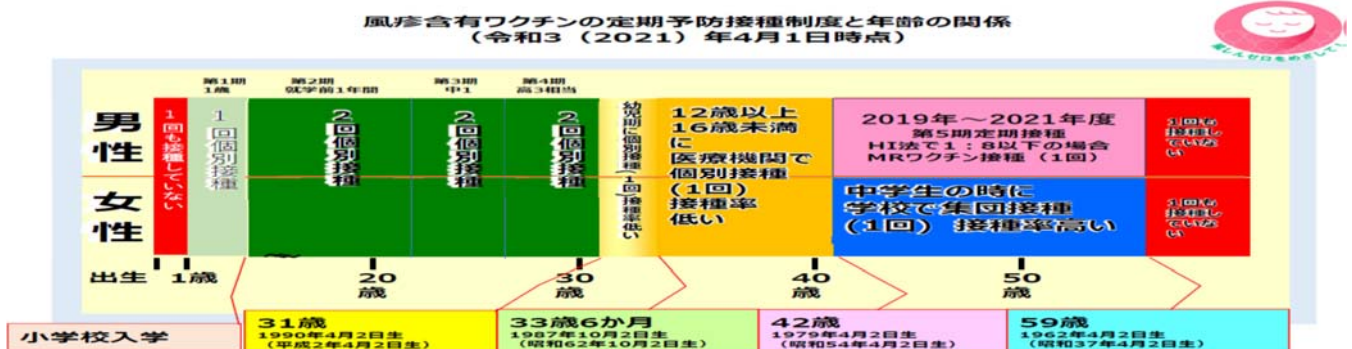 風疹含有ワクチンの定期予防接種制度と年齢の関係
(令和3（2021）年4月1日時点)
風しんゼロをめざして!
第1期
1歳
第2期
就学前1年間
第3期
中1
第4期
高3相当
男性
女性
1回も接種していない
1回個別接種
2回個別接種
2回個別接種
2回個別接種
幼児期に個別接種(1回)接種率低い
12歳以上
16歳未満
に
医療機関で
個別接種
(1回)
接種率
低い
2019年～2021年度
第5期定期接種
HI法で1：8以下の場合
MRワクチン接種（1回）
中学生の時に
学校で集団接種
(1回) 接種率高い
1回も
接種し
ていな
い
1回も
接種し
ていな
い
出生
1歳
20
歳
30
歳
40
歳
50
歳
小学校入学
31歳
1990年4月2日生
(平成2年4月2日生)
33歳6か月
1987年10月2日生
(昭和62年10月2日生)
42歳
1979年4月2日生
(昭和54年4月2日生)
59歳
1962年4月2日生
(昭和37年4月2日生)